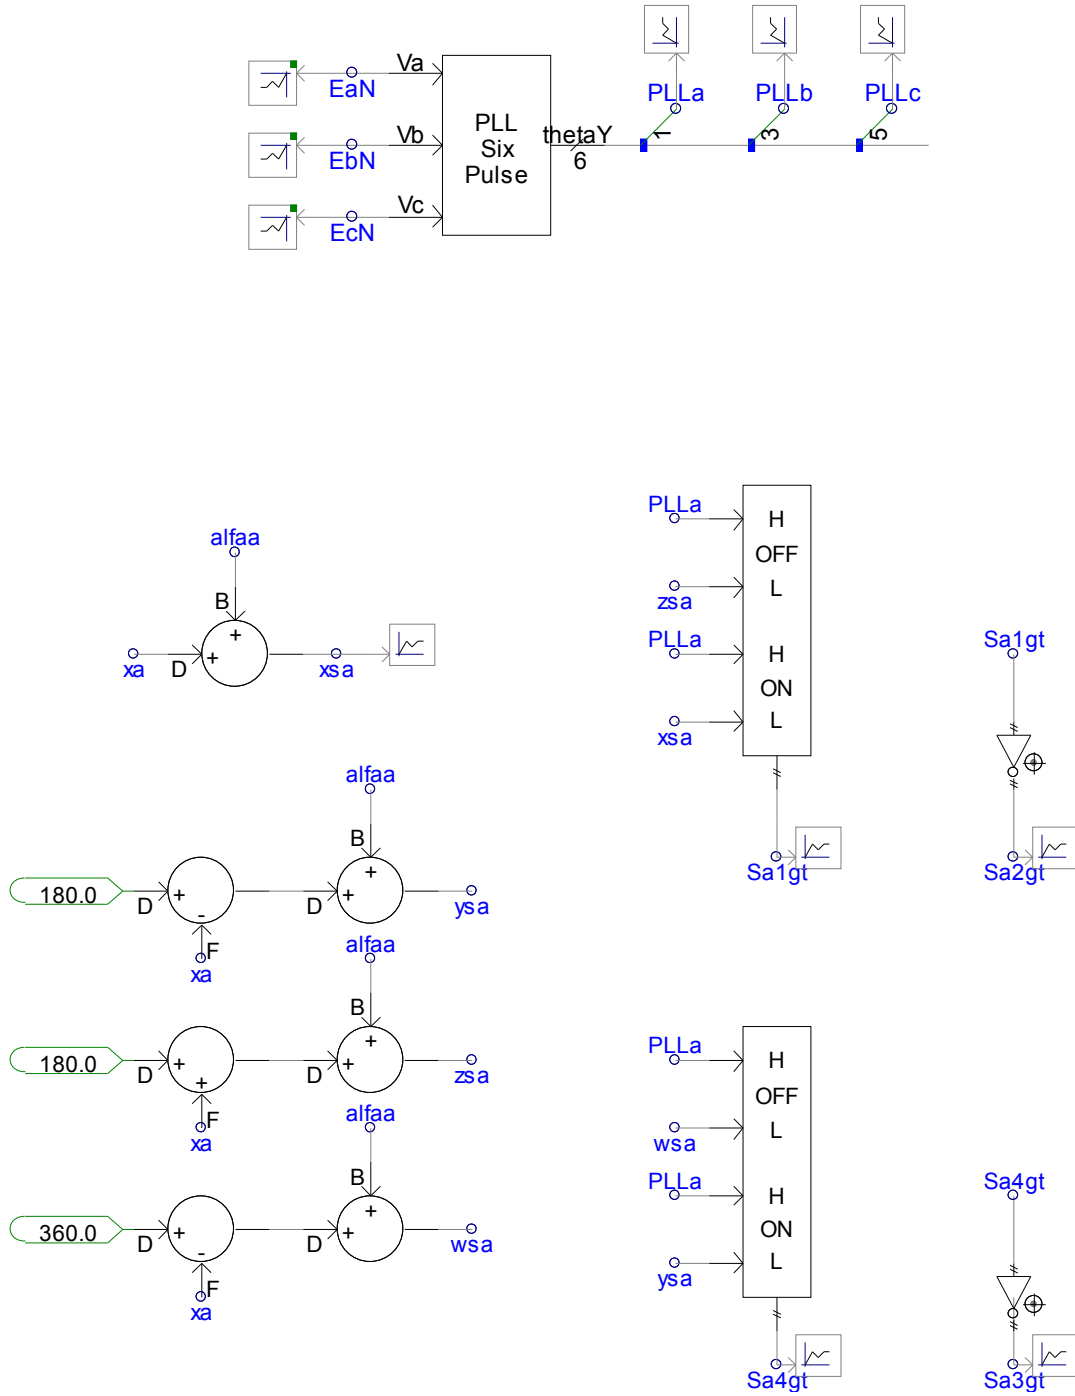 Va
EaN
Vb
EbN
Vc
EcN
PLL
Six
Pulse
thetaY
6
PLLa
PLLb
PLLc
1
3
5
alfaa
B
+
xa
D
+
xsa
PLLa
H
OFF
zsa
L
PLLa
H
ON
xsa
L
Sa1gt
Sa1gt
Sa2gt
alfaa
B
180.0
D
+
-
F
xa
D
+
+
ysa
alfaa
B
180.0
D
+
+
F
xa
D
+
+
zsa
alfaa
B
360.0
D
+
-
F
xa
D
+
+
wsa
PLLa
H
OFF
wsa
L
PLLa
H
ON
ysa
L
Sa4gt
Sa4gt
Sa3gt